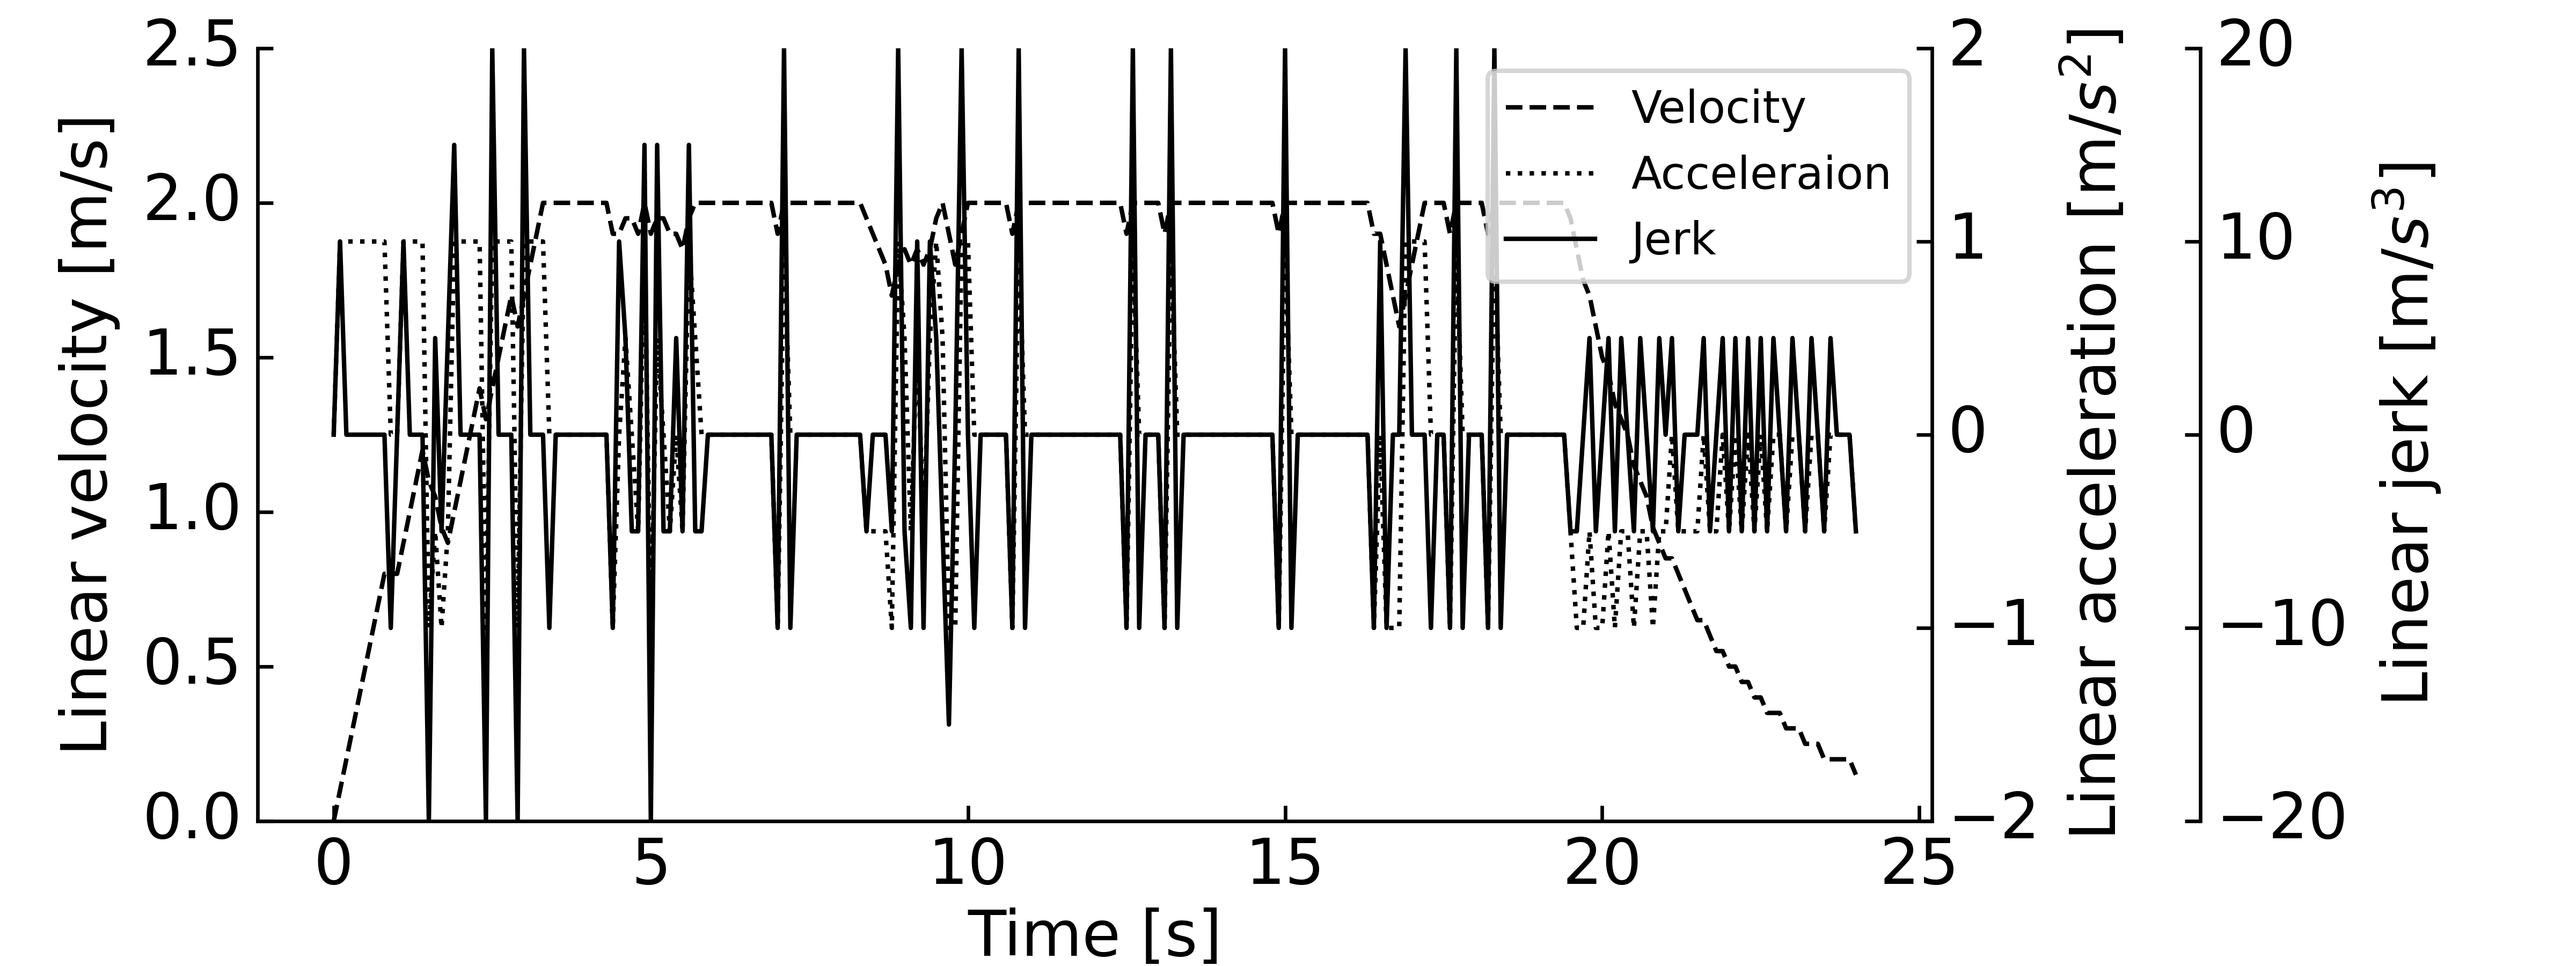 Linear velocity [m/s]
2.5
2.0
1.5
1.0
0.5
0.0
0 5 10 15 20 25
Time [s]
Velocity
Acceleraion
Jerk
2
1
0
−1
−2
Linear acceleration [m/s²]
20
10
0
−10
−20
Linear jerk [m/s³]